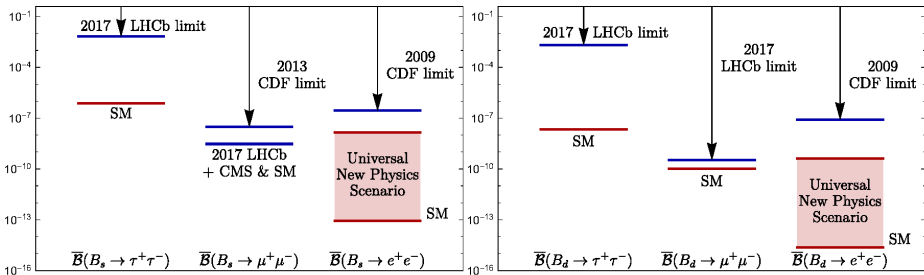 10⁻¹
10⁻⁴
10⁻⁷
10⁻¹⁰
10⁻¹³
10⁻¹⁶
2017 LHCb limit
SM
2013
CDF limit
2017 LHCb
+ CMS & SM
2009
CDF limit
Universal
New Physics
Scenario
SM
B̅(Bₛ → τ⁺τ⁻)
B̅(Bₛ → μ⁺μ⁻)
B̅(Bₛ → e⁺e⁻)
10⁻¹
10⁻⁴
10⁻⁷
10⁻¹⁰
10⁻¹³
10⁻¹⁶
2017 LHCb limit
SM
2017
LHCb limit
SM
2009
CDF limit
Universal
New Physics
Scenario
SM
B̅(B_d → τ⁺τ⁻)
B̅(B_d → μ⁺μ⁻)
B̅(B_d → e⁺e⁻)